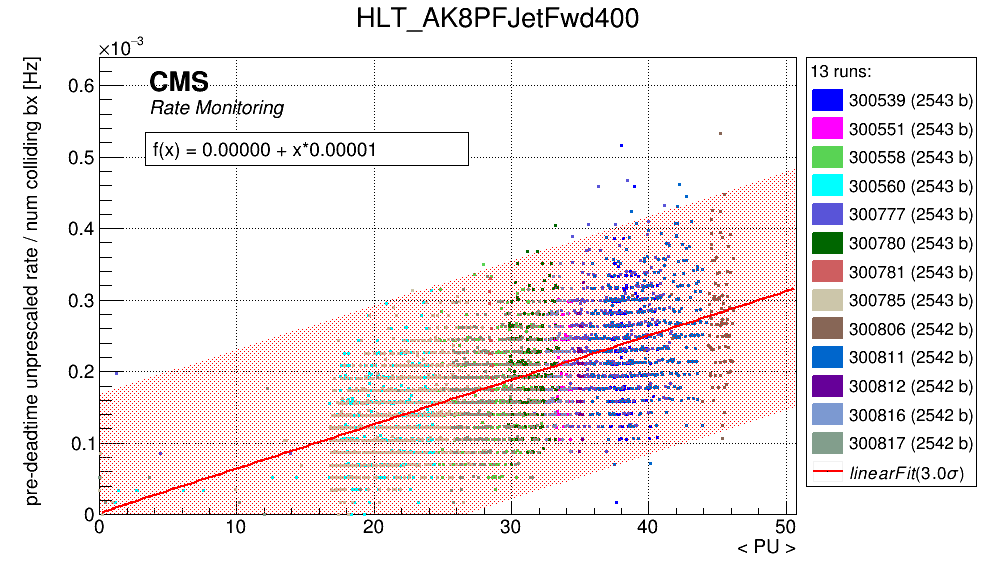 HLT_AK8PFJetFwd400
×10⁻³
pre-deadtime unprescaled rate / num colliding bx [Hz]
0.6
0.5
0.4
0.3
0.2
0.1
0
CMS
Rate Monitoring
f(x) = 0.00000 + x*0.00001
0 10 20 30 40 50
< PU >
13 runs:
300539 (2543 b)
300551 (2543 b)
300558 (2543 b)
300560 (2542 b)
300777 (2543 b)
300780 (2543 b)
300781 (2543 b)
300785 (2543 b)
300806 (2542 b)
300811 (2542 b)
300812 (2542 b)
300816 (2542 b)
300817 (2542 b)
linearFit(3.0σ)